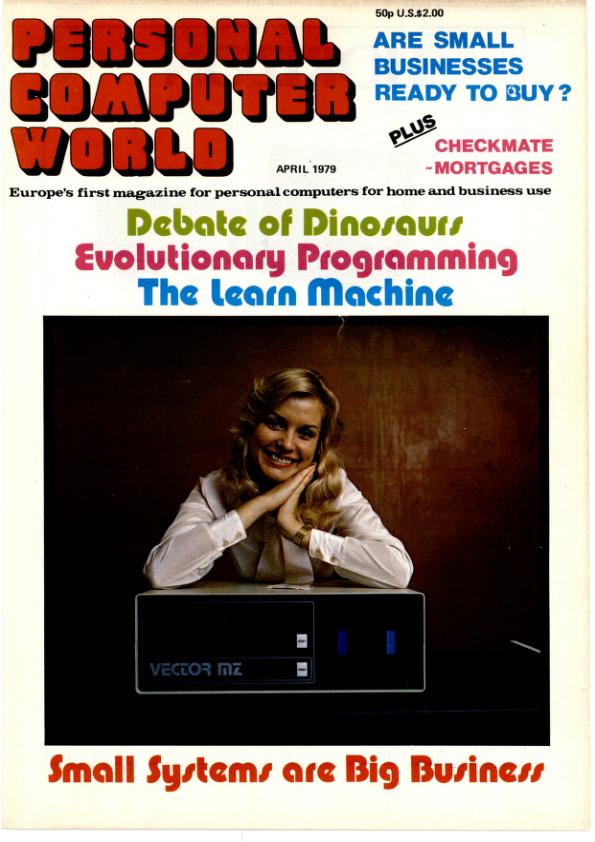 50p U.S.$2.00
PERSONAL
COMPUTER
WORLD
APRIL 1979
ARE SMALL
BUSINESSES
READY TO BUY?
PLUS
CHECKMATE
~MORTGAGES
Europe's first magazine for personal computers for home and business use
Debate of Dinosaurs
Evolutionary Programming
The Learn Machine
VECTOR MZ
Small Systems are Big Business